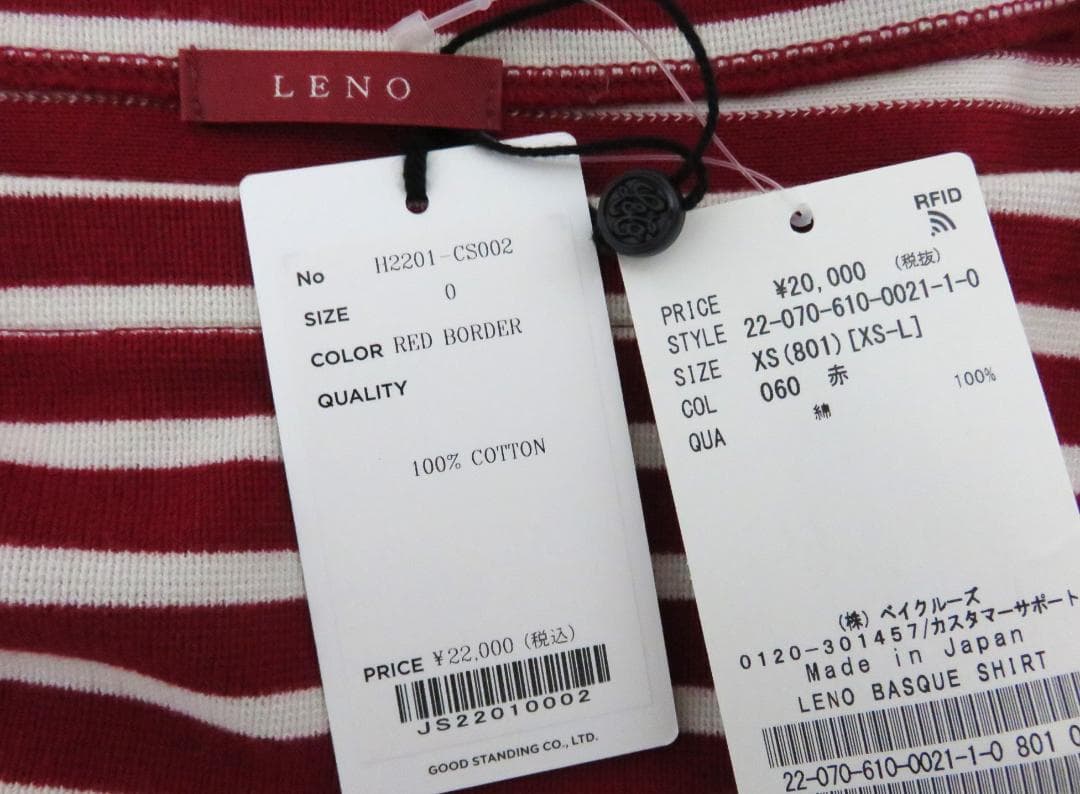 LENO
No H2201-CS002
SIZE 0
COLOR RED BORDER
QUALITY
100% COTTON
PRICE ¥22,000 (税込)
JS22010002
GOOD STANDING CO., LTD.
RFID
PRICE ¥20,000 (税抜)
STYLE 22-070-610-0021-1-0
SIZE XS(801)[XS-L]
COL 060 赤
QUA 綿 100%
(株) ベイクルーズ
0120-301457/カスタマーサポート
Made in Japan
LENO BASQUE SHIRT
22-070-610-0021-1-0 801 0